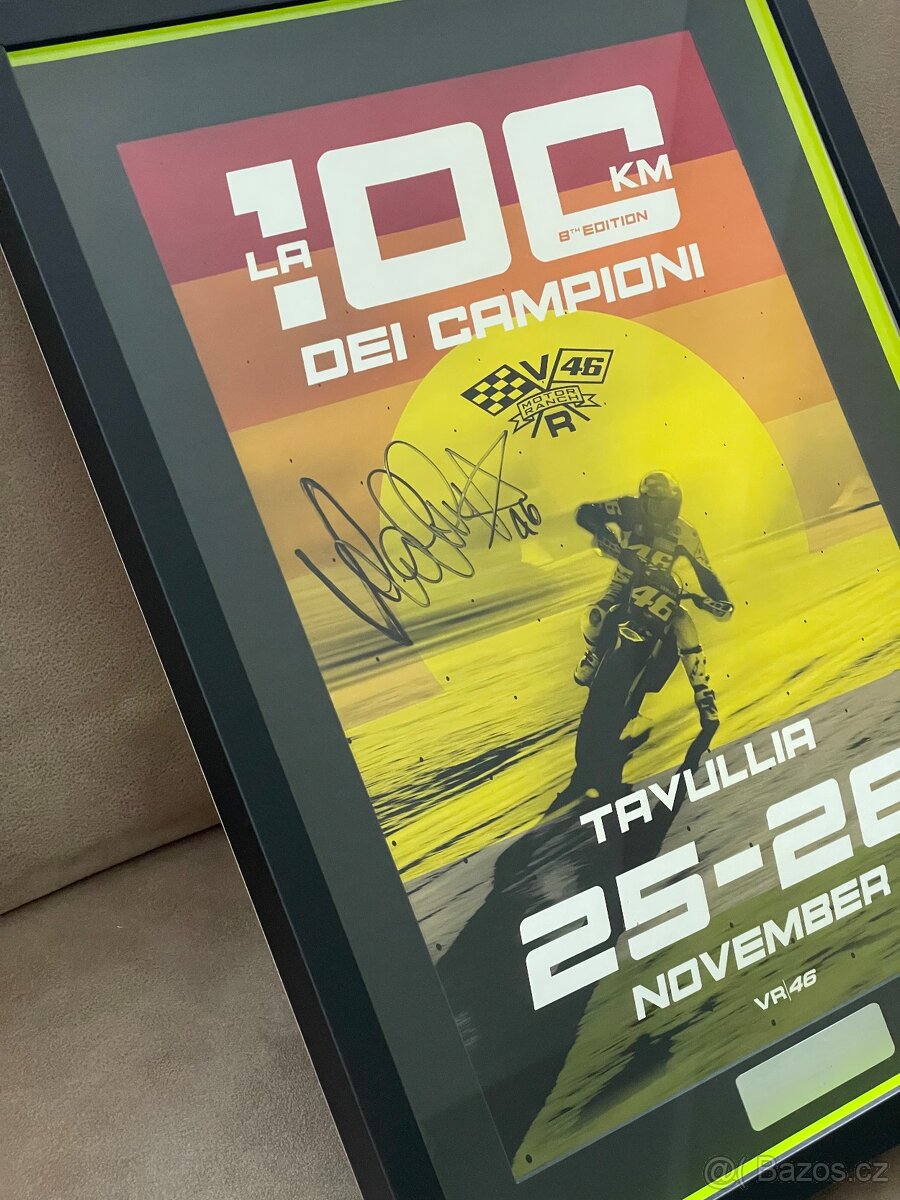 LA 100 KM
8TH EDITION
DEI CAMPIONI
V 46
MOTOR
RANCH
R
46
46
46
TAVULLIA
25-26
NOVEMBER
VR|46
@( Bazos.cz